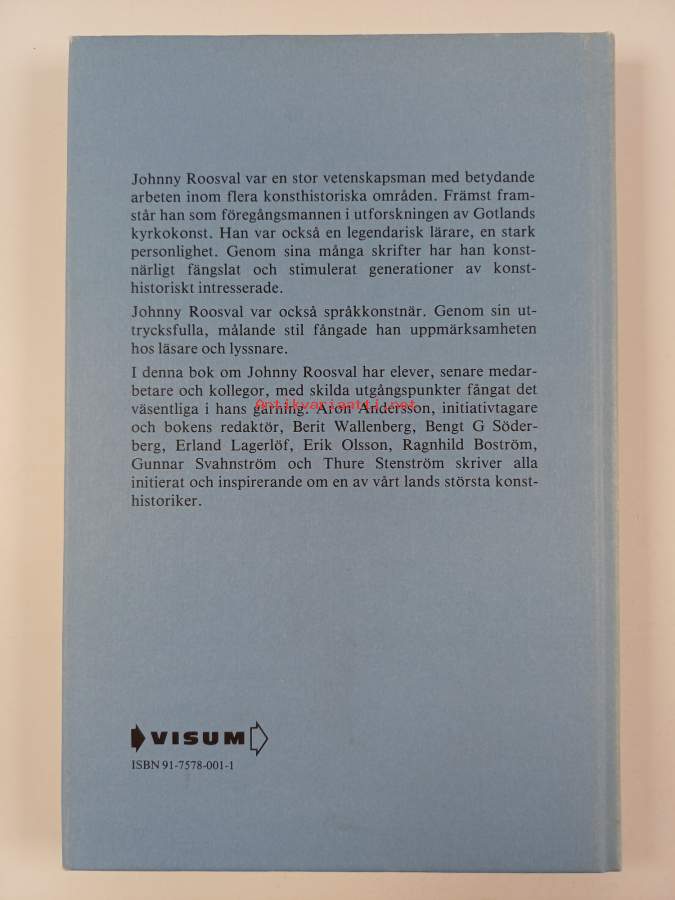 Johnny Roosval var en stor vetenskapsman med betydande
arbeten inom flera konsthistoriska områden. Främst fram-
står han som föregångsmannen i utforskningen av Gotlands
kyrkokonst. Han var också en legendarisk lärare, en stark
personlighet. Genom sina många skrifter har han konst-
närligt fängslat och stimulerat generationer av konst-
historiskt intresserade.
Johnny Roosval var också språkkonstnär. Genom sin ut-
trycksfulla, målande stil fångade han uppmärksamheten
hos läsare och lyssnare.
I denna bok om Johnny Roosval har elever, senare medar-
betare och kollegor, med skilda utgångspunkter fångat det
Antikvariaatti.net
väsentliga i hans gärning. Aron Andersson, initiativtagare
och bokens redaktör, Berit Wallenberg, Bengt G Söder-
berg, Erland Lagerlöf, Erik Olsson, Ragnhild Boström,
Gunnar Svahnström och Thure Stenström skriver alla
initierat och inspirerande om en av vårt lands största konst-
historiker.
VISUM
ISBN 91-7578-001-1